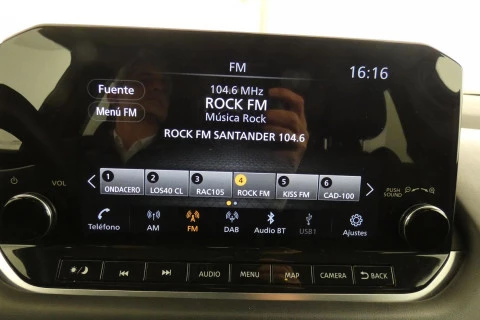 FM
16:16
Fuente
104.6 MHz
ROCK FM
Menú FM
Música Rock
ROCK FM SANTANDER 104.6
1 2 3 4 5 6
ONDACERO LOS40 CL RAC105 ROCK FM KISS FM CAD-100
VOL
PUSH SOUND
Teléfono AM FM DAB Audio BT USB1 Ajustes
AUDIO MENU MAP CAMERA BACK